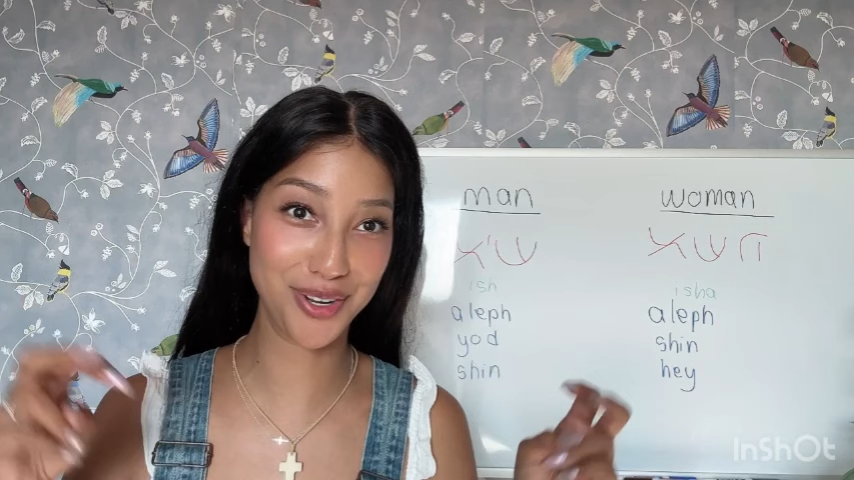 man
איש
ish
aleph
yod
shin
woman
אשה
isha
aleph
shin
hey
InShOt